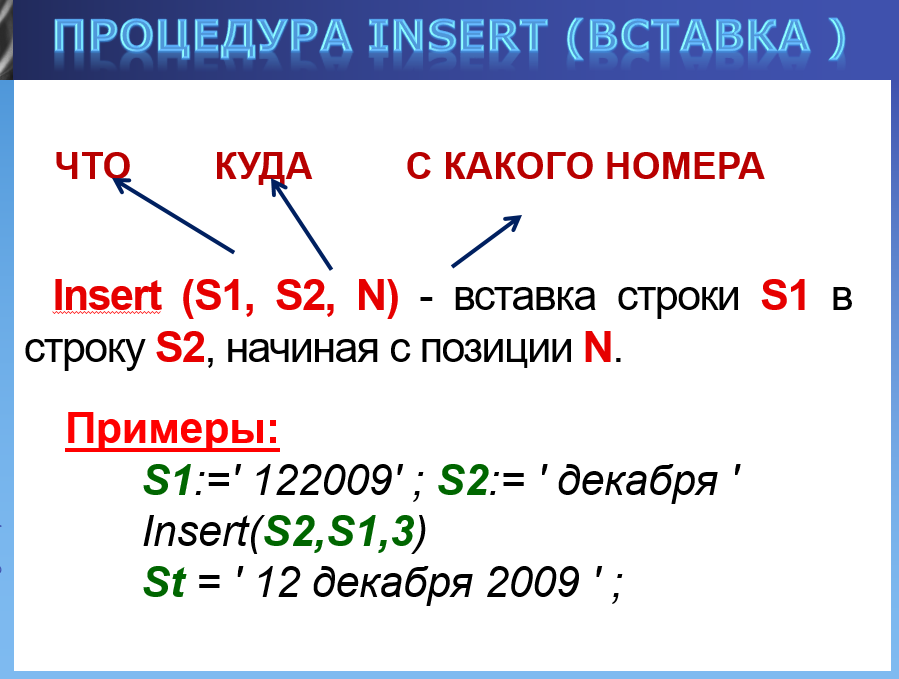 ПРОЦЕДУРА INSERT (ВСТАВКА )
ЧТО КУДА С КАКОГО НОМЕРА
Insert (S1, S2, N) - вставка строки S1 в
строку S2, начиная с позиции N.
Примеры:
S1:=' 122009' ; S2:= ' декабря '
Insert(S2,S1,3)
St = ' 12 декабря 2009 ' ;